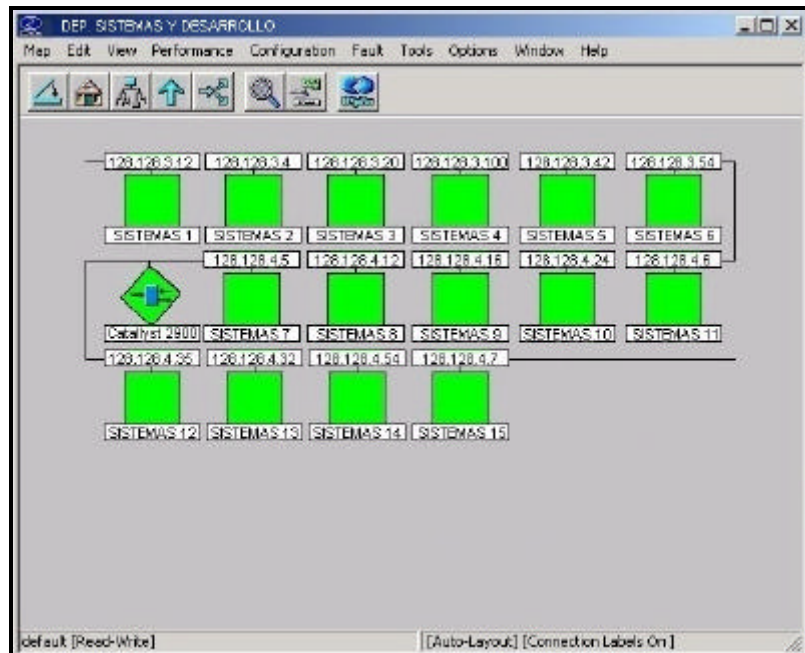 DEP. SISTEMAS Y DESARROLLO
Map Edit View Performance Configuration Fault Tools Options Window Help
128.128.3.12 128.128.3.4 128.128.3.20 128.128.3.100 128.128.3.42 128.128.3.54
SISTEMAS 1 SISTEMAS 2 SISTEMAS 3 SISTEMAS 4 SISTEMAS 5 SISTEMAS 6
128.128.4.5 128.128.4.12 128.128.4.16 128.128.4.24 128.128.4.6
Catallyst 2900 SISTEMAS 7 SISTEMAS 8 SISTEMAS 9 SISTEMAS 10 SISTEMAS 11
128.128.4.35 128.128.4.32 128.128.4.54 128.128.4.7
SISTEMAS 12 SISTEMAS 13 SISTEMAS 14 SISTEMAS 15
default [Read-Write] [Auto-Layout] [Connection Labels On ]